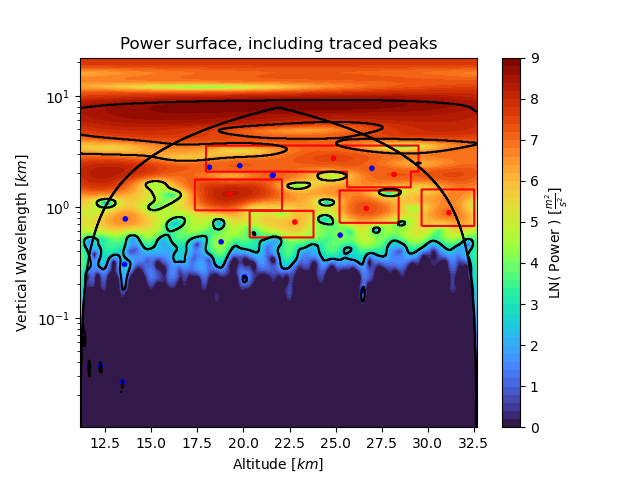 Power surface, including traced peaks
Vertical Wavelength [km]
10¹
10⁰
10⁻¹
12.5 15.0 17.5 20.0 22.5 25.0 27.5 30.0 32.5
Altitude [km]
9
8
7
6
5
4
3
2
1
0
LN( Power ) [m²/s²]